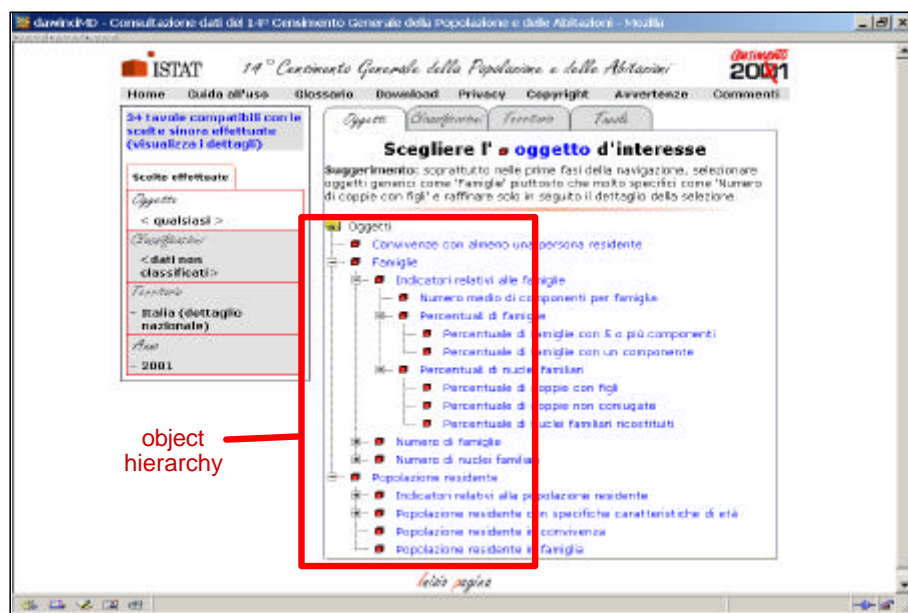 dawinciMD - Consultazione dati del 14° Censimento Generale della Popolazione e delle Abitazioni - Mozilla
ISTAT
14° Censimento Generale della Popolazione e delle Abitazioni
Censimento
2001
Home Guida all'uso Glossario Download Privacy Copyright Avvertenze Commenti
34 tavole compatibili con le
scelte sinora effettuate
(visualizza i dettagli)
Scelte effettuate
Oggetto
< qualsiasi >
Classificazioni
<dati non
classificati>
Territorio
- Italia (dettaglio
nazionale)
Anno
- 2001
Oggetti Classificazioni Territorio Tavole
Scegliere l' oggetto d'interesse
Suggerimento: soprattutto nelle prime fasi della navigazione, selezionare
oggetti generici come 'Famiglie' piuttosto che molto specifici come 'Numero
di coppie con figli' e raffinare solo in seguito il dettaglio della selezione.
Oggetti
Convivenze con almeno una persona residente
Famiglie
Indicatori relativi alle famiglie
Numero medio di componenti per famiglia
Percentuali di famiglie
Percentuale di famiglie con 5 o più componenti
Percentuale di famiglie con un componente
Percentuali di nuclei familiari
Percentuale di coppie con figli
Percentuale di coppie non coniugate
Percentuale di nuclei familiari ricostituiti
Numero di famiglie
Numero di nuclei familiari
Popolazione residente
Indicatori relativi alla popolazione residente
Popolazione residente con specifiche caratteristiche di età
Popolazione residente in convivenza
Popolazione residente in famiglia
object
hierarchy
Inizio pagina